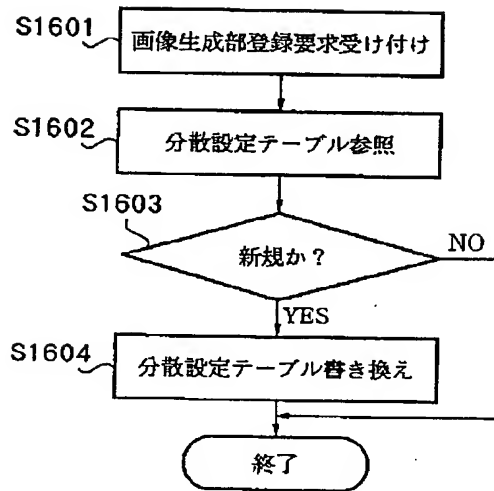 S1601
画像生成部登録要求受け付け
S1602
分散設定テーブル参照
S1603
新規か?
NO
YES
S1604
分散設定テーブル書き換え
終了